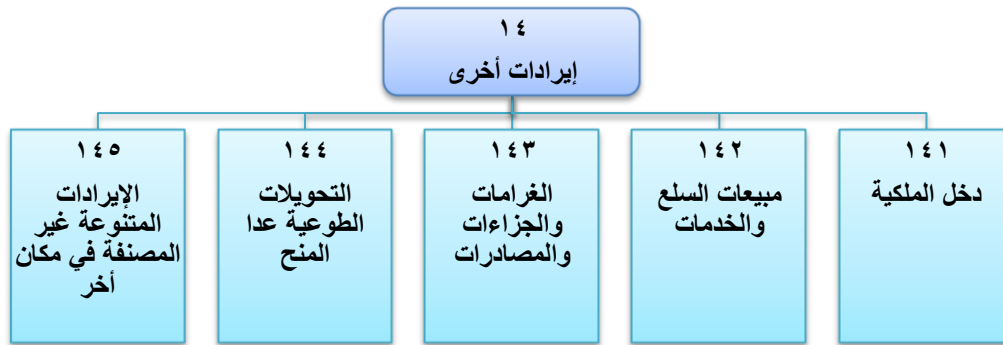 ١٤
إيرادات أخرى
١٤١
دخل الملكية
١٤٢
مبيعات السلع
والخدمات
١٤٣
الغرامات
والجزاءات
والمصادرات
١٤٤
التحويلات
الطوعية عدا
المنح
١٤٥
الإيرادات
المتنوعة غير
المصنفة في مكان
أخر